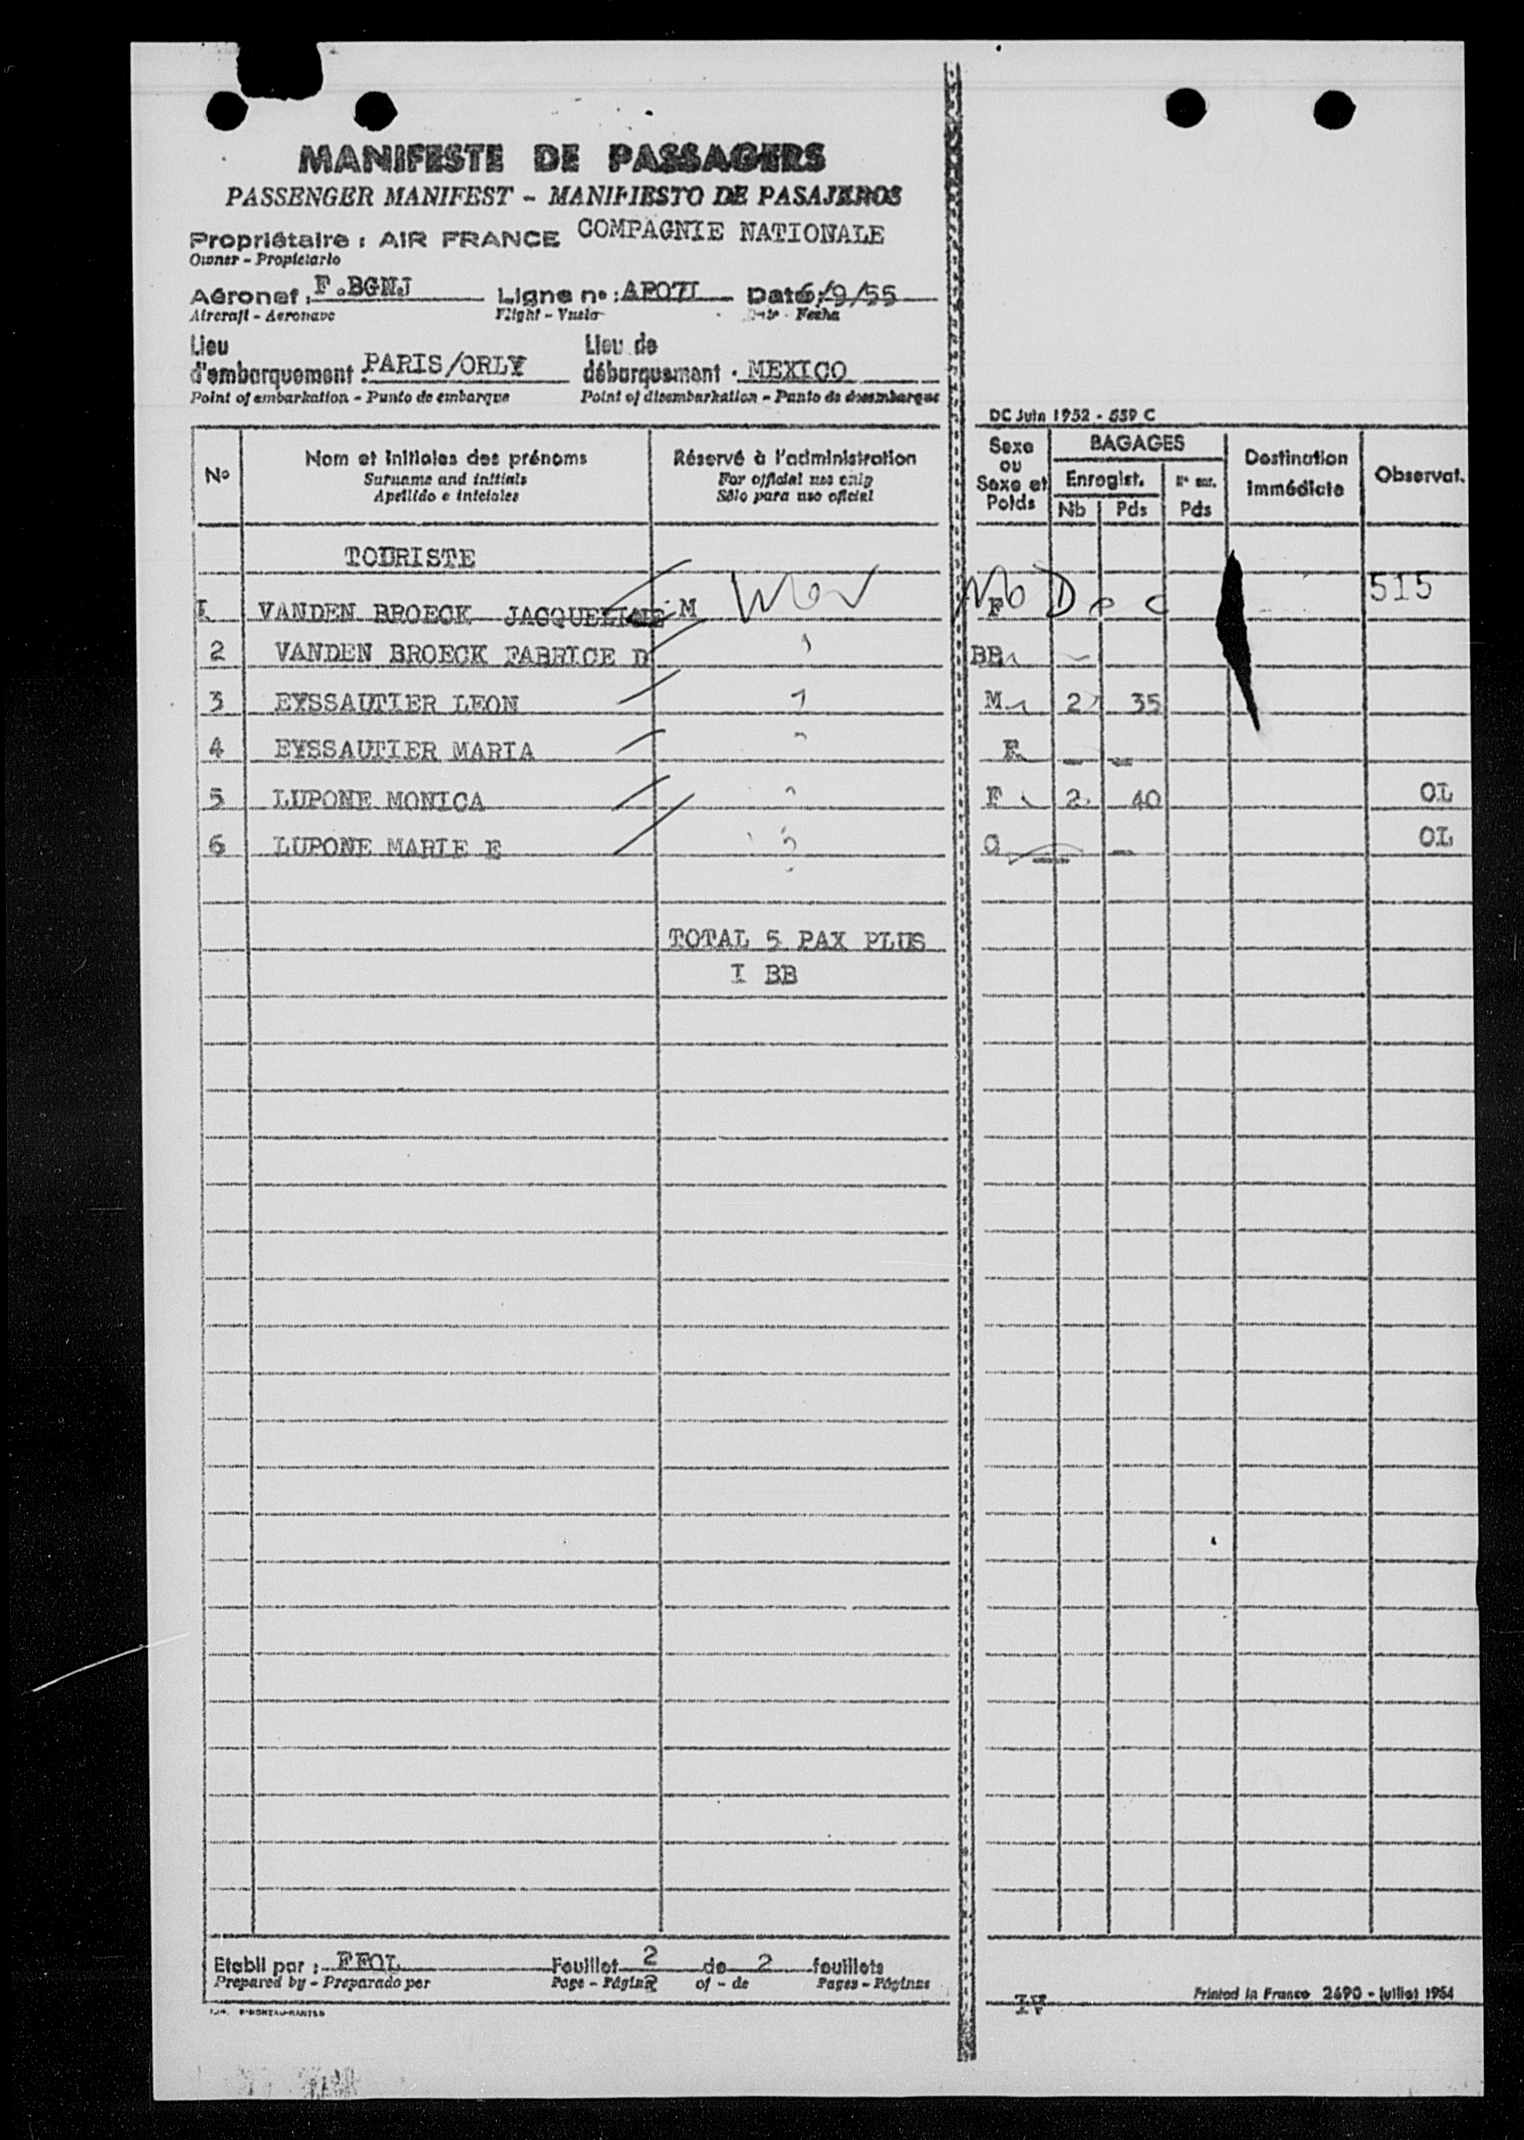 MANIFESTE DE PASSAGERS
PASSENGER MANIFEST - MANIFIESTO DE PASAJEROS
Propriétaire : AIR FRANCE COMPAGNIE NATIONALE
Owner - Propietario
Aéronef : F.BGNJ Ligne n° : AF07I Date: 6/9/55
Aircraft - Aeronave Flight - Vuelo Date - Fecha
Lieu Lieu de
d'embarquement PARIS/ORLY débarquement . MEXICO
Point of embarkation - Punto de embarque Point of disembarkation - Punto de desembarque
DC Juin 1952 - 559 C
N° Nom et initiales des prénoms Réservé à l'administration Sexe ou Sexe et Poids BAGAGES Destination immédiate Observat.
Surname and initials For official use only Enregist. N° enr.
Apellido e iniciales Sólo para uso oficial Nb Pds Pds
TOURISTE
515
I VANDEN BROECK JACQUELINE M F No Doc
2 VANDEN BROECK FABRICE D BB
3 EYSSAUTIER LEON M 2 35
4 EYSSAUTIER MARIA F
5 LUPONE MONICA F 2 40 OL
6 LUPONE MARIE E C OL
TOTAL 5 PAX PLUS
I BB
Etabli par : FFOL Feuillet 2 de 2 feuillets
Prepared by - Preparado por Page - Página 2 of - de Pages - Páginas
IV Printed in France 2690 - juillet 1954